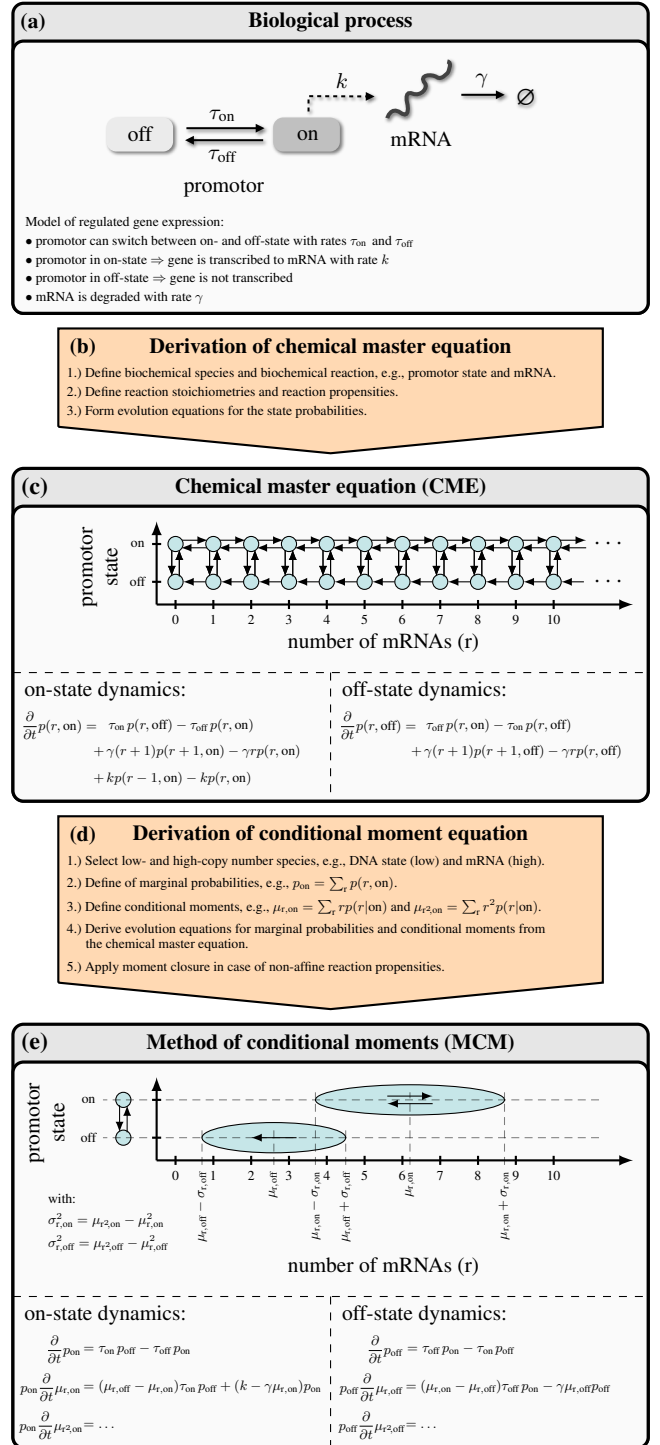 (a) Biological process
k
γ
τon
off
on
∅
τoff
mRNA
promotor
Model of regulated gene expression:
• promotor can switch between on- and off-state with rates τon and τoff
• promotor in on-state ⇒ gene is transcribed to mRNA with rate k
• promotor in off-state ⇒ gene is not transcribed
• mRNA is degraded with rate γ
(b) Derivation of chemical master equation
1.) Define biochemical species and biochemical reaction, e.g., promotor state and mRNA.
2.) Define reaction stoichiometries and reaction propensities.
3.) Form evolution equations for the state probabilities.
(c) Chemical master equation (CME)
promotor
state
on
· · ·
off
· · ·
0 1 2 3 4 5 6 7 8 9 10
number of mRNAs (r)
on-state dynamics:
∂/∂t p(r, on) = τon p(r, off) − τoff p(r, on)
+ γ(r + 1)p(r + 1, on) − γrp(r, on)
+ kp(r − 1, on) − kp(r, on)
off-state dynamics:
∂/∂t p(r, off) = τoff p(r, on) − τon p(r, off)
+ γ(r + 1)p(r + 1, off) − γrp(r, off)
(d) Derivation of conditional moment equation
1.) Select low- and high-copy number species, e.g., DNA state (low) and mRNA (high).
2.) Define of marginal probabilities, e.g., pon = ∑r p(r, on).
3.) Define conditional moments, e.g., μr,on = ∑r rp(r|on) and μr²,on = ∑r r²p(r|on).
4.) Derive evolution equations for marginal probabilities and conditional moments from
the chemical master equation.
5.) Apply moment closure in case of non-affine reaction propensities.
(e) Method of conditional moments (MCM)
promotor
state
on
off
0 1 2 3 4 5 6 7 8 9 10
μr,off − σr,off
μr,off
μr,on − σr,on
μr,off + σr,off
μr,on
μr,on + σr,on
with:
σ²r,on = μr²,on − μ²r,on
σ²r,off = μr²,off − μ²r,off
number of mRNAs (r)
on-state dynamics:
∂/∂t pon = τon poff − τoff pon
pon ∂/∂t μr,on = (μr,off − μr,on)τon poff + (k − γμr,on)pon
pon ∂/∂t μr²,on = . . .
off-state dynamics:
∂/∂t poff = τoff pon − τon poff
poff ∂/∂t μr,off = (μr,on − μr,off)τoff pon − γμr,off poff
poff ∂/∂t μr²,off = . . .